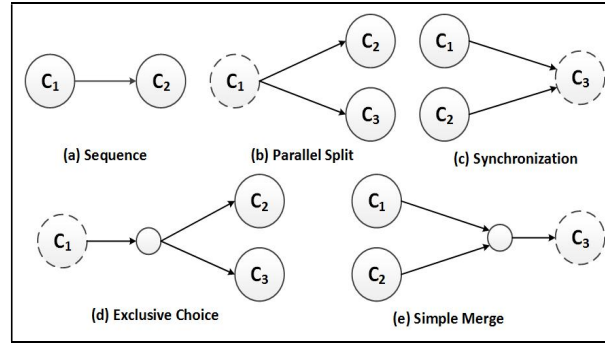 C1 C2
(a) Sequence
C1 C2 C3
(b) Parallel Split
C1 C2 C3
(c) Synchronization
C1 C2 C3
(d) Exclusive Choice
C1 C2 C3
(e) Simple Merge